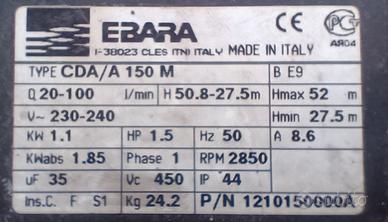 EBARA
I-38023 CLES (TN) ITALY MADE IN ITALY
AR04
TYPE CDA/A 150 M B E9
Q 20-100 l/min H 50.8-27.5 m Hmax 52 m
V~ 230-240 Hmin 27.5 m
KW 1.1 HP 1.5 Hz 50 A 8.6
KWabs 1.85 Phase 1 RPM 2850
uF 35 Vc 450 IP 44
Ins.C. F S1 Kg 24.2 P/N 1210150000A